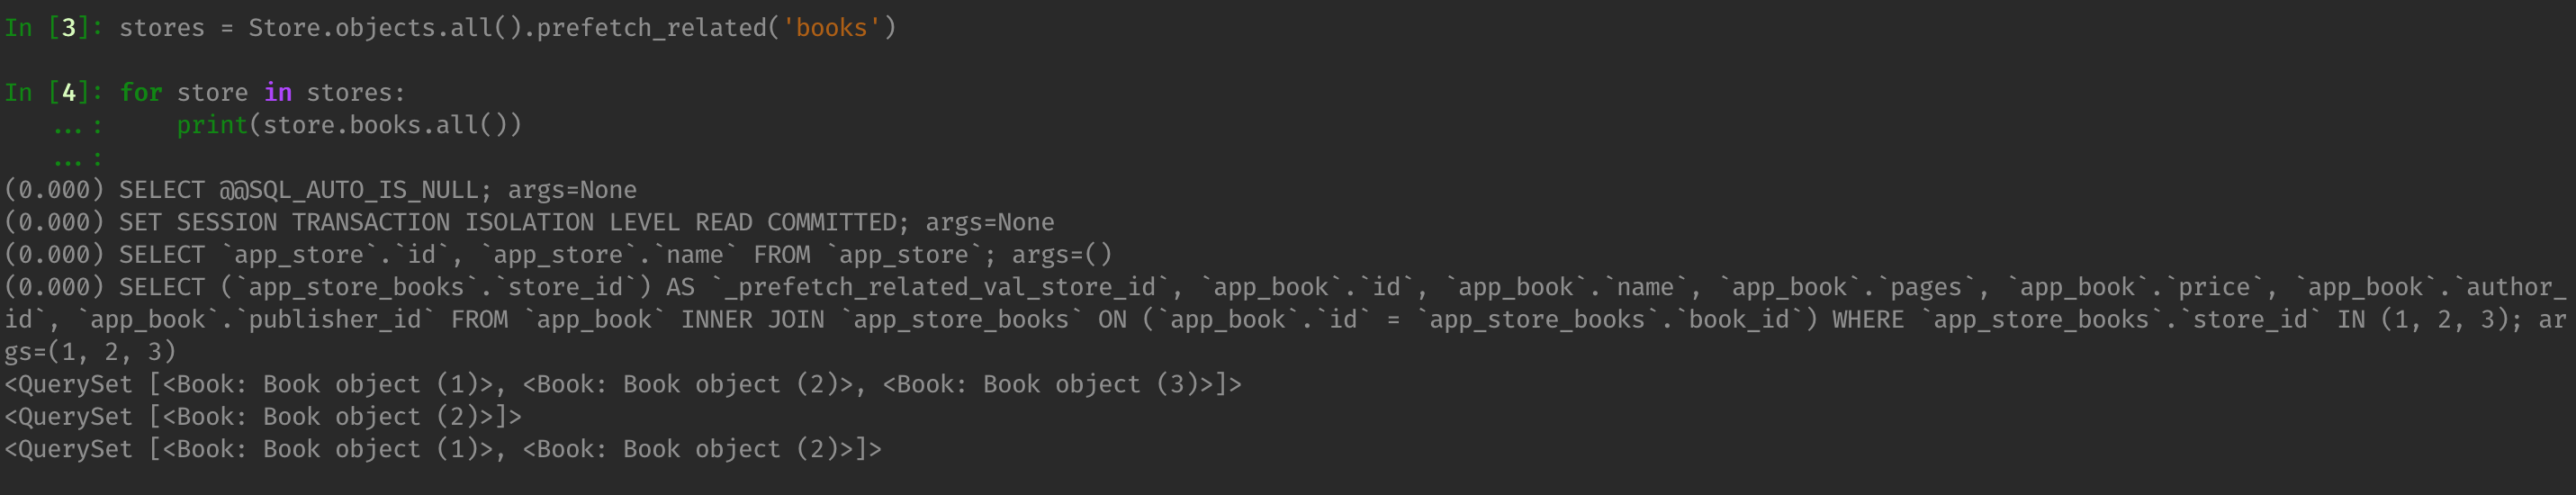 In [3]: stores = Store.objects.all().prefetch_related('books')
In [4]: for store in stores:
   ...:     print(store.books.all())
   ...:
(0.000) SELECT @@SQL_AUTO_IS_NULL; args=None
(0.000) SET SESSION TRANSACTION ISOLATION LEVEL READ COMMITTED; args=None
(0.000) SELECT `app_store`.`id`, `app_store`.`name` FROM `app_store`; args=()
(0.000) SELECT (`app_store_books`.`store_id`) AS `_prefetch_related_val_store_id`, `app_book`.`id`, `app_book`.`name`, `app_book`.`pages`, `app_book`.`price`, `app_book`.`author_
id`, `app_book`.`publisher_id` FROM `app_book` INNER JOIN `app_store_books` ON (`app_book`.`id` = `app_store_books`.`book_id`) WHERE `app_store_books`.`store_id` IN (1, 2, 3); ar
gs=(1, 2, 3)
<QuerySet [<Book: Book object (1)>, <Book: Book object (2)>, <Book: Book object (3)>]>
<QuerySet [<Book: Book object (2)>]>
<QuerySet [<Book: Book object (1)>, <Book: Book object (2)>]>